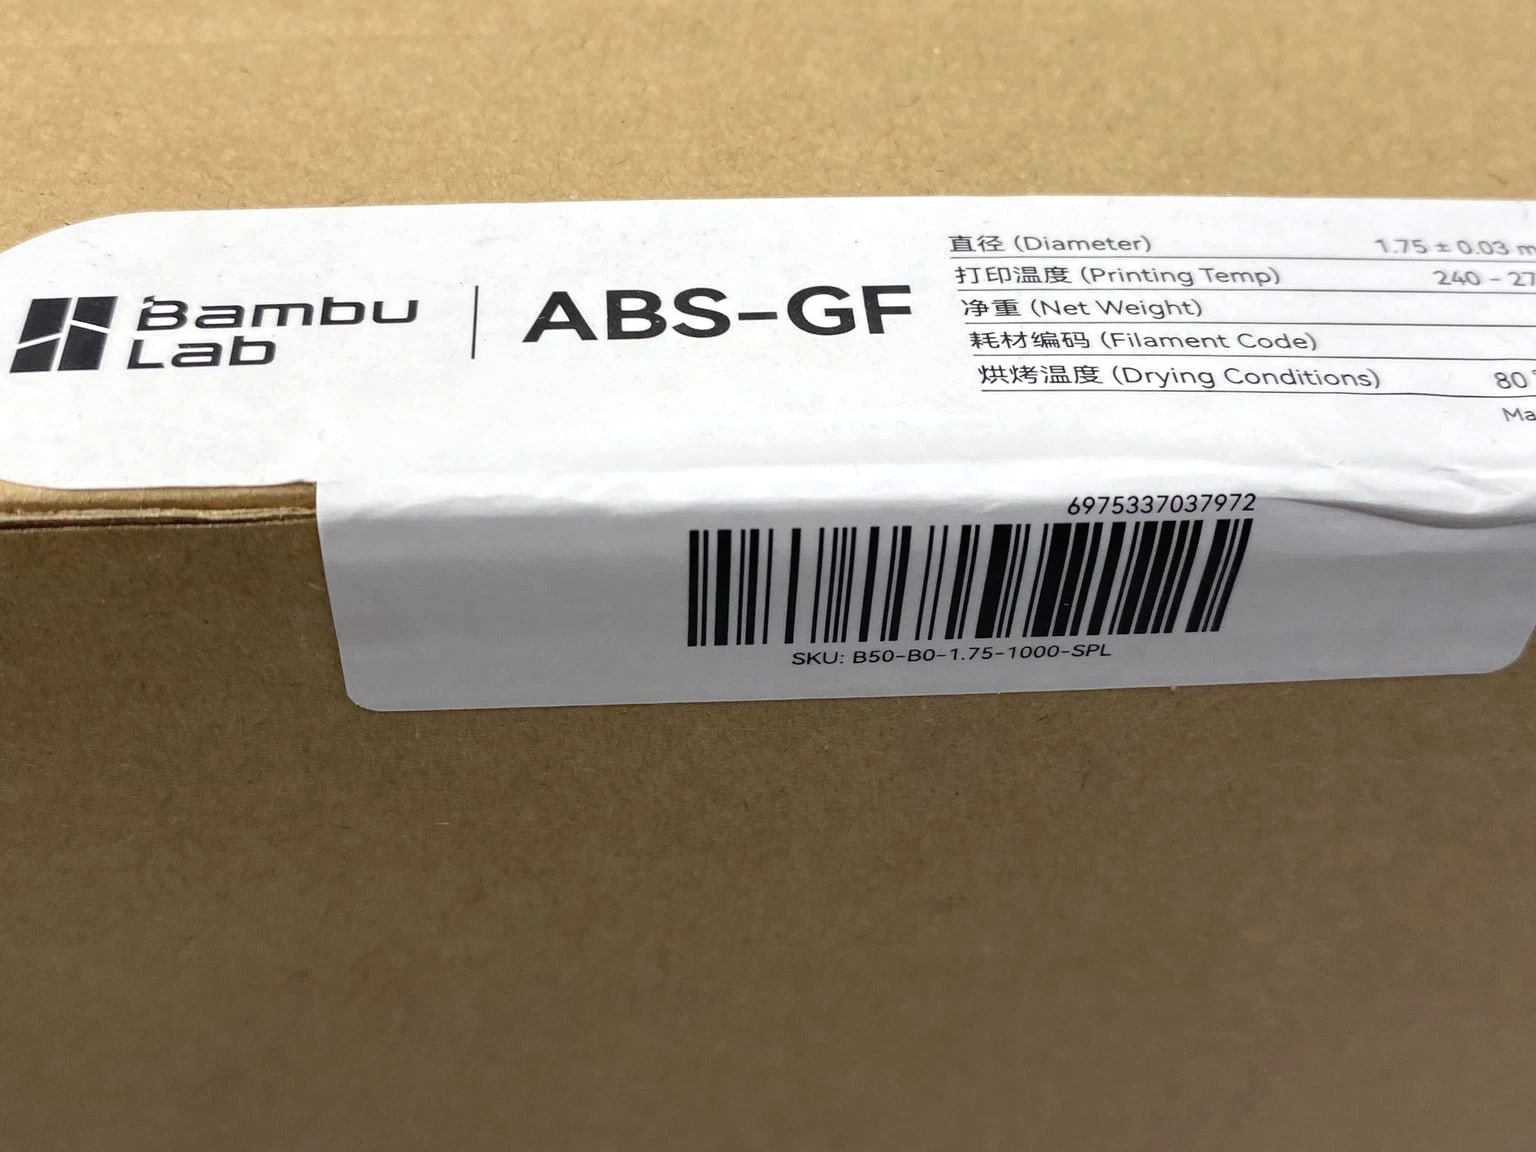 Bambu
Lab
ABS-GF
直径 (Diameter) 1.75 ± 0.03
打印温度 (Printing Temp) 240 -
净重 (Net Weight)
耗材编码 (Filament Code)
烘烤温度 (Drying Conditions) 80
6975337037972
SKU: B50-B0-1.75-1000-SPL